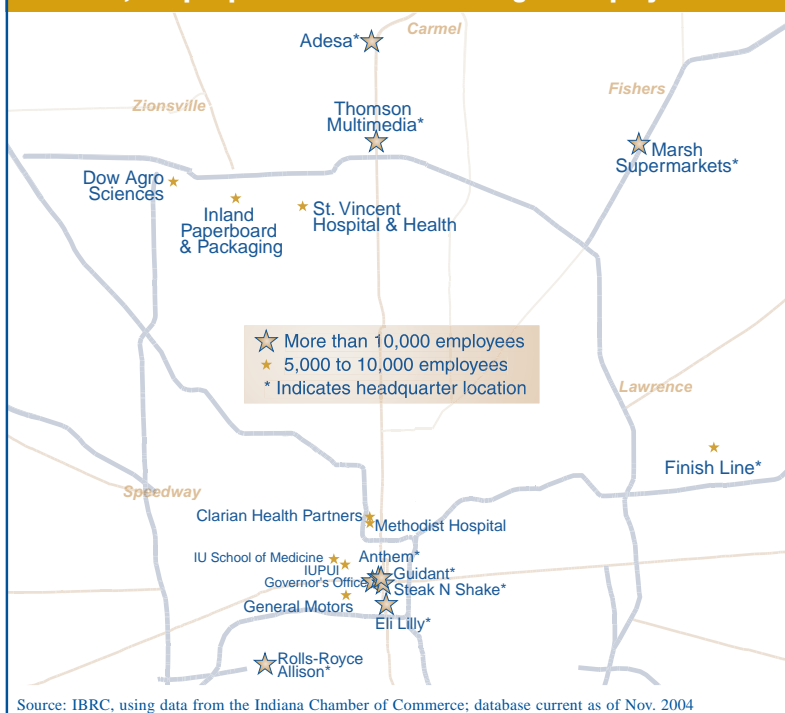 Carmel
Adesa*
Fishers
Zionsville
Thomson
Multimedia*
Marsh
Supermarkets*
Dow Agro
Sciences
Inland
Paperboard
& Packaging
St. Vincent
Hospital & Health
More than 10,000 employees
5,000 to 10,000 employees
* Indicates headquarter location
Lawrence
Finish Line*
Speedway
Clarian Health Partners
Methodist Hospital
IU School of Medicine
Anthem*
IUPUI
Guidant*
Governor's Office
Steak N Shake*
General Motors
Eli Lilly*
Rolls-Royce
Allison*
Source: IBRC, using data from the Indiana Chamber of Commerce; database current as of Nov. 2004